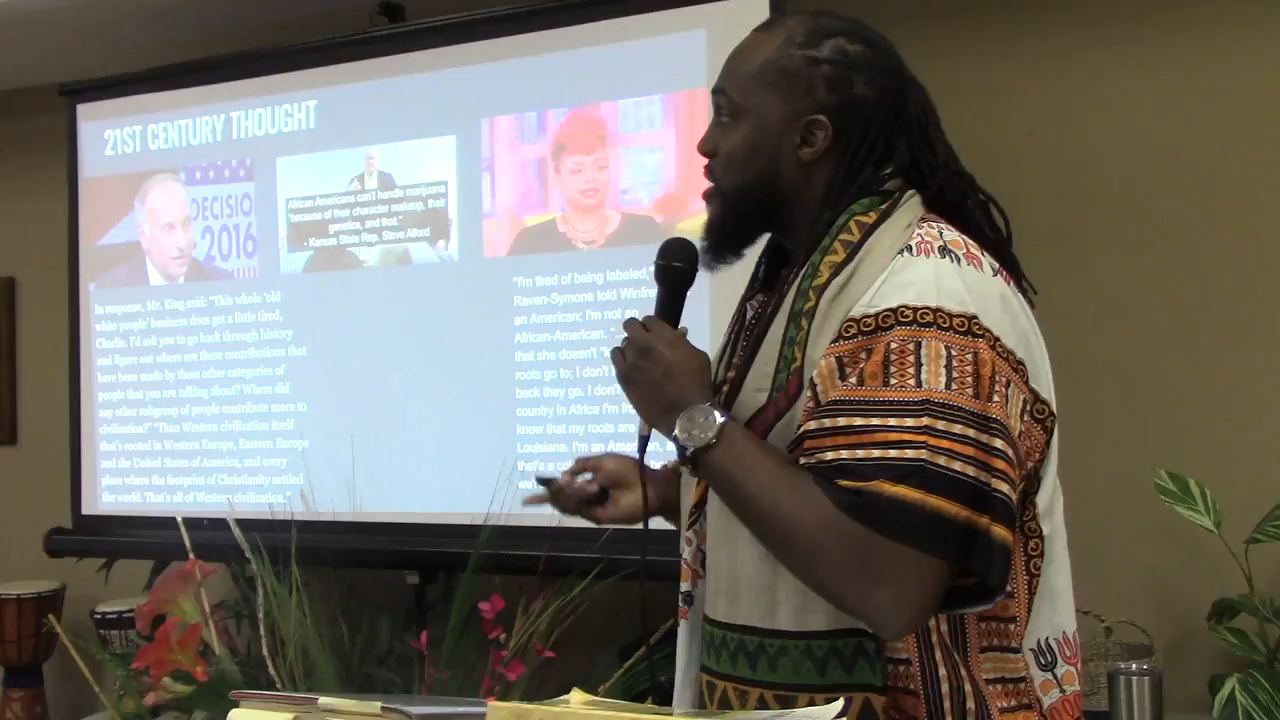 21ST CENTURY THOUGHT
DECISIO
2016
African Americans can't handle marijuana
"because of their character makeup, their
genetics, and that."
- Kansas State Rep. Steve Alford
In response, Mr. King said: "This whole 'old
white people' business does get a little tired,
Charlie. I'd ask you to go back through history
and figure out where are these contributions that
have been made by these other categories of
people that you are talking about? Where did
any other subgroup of people contribute more to
civilization?" "Than Western civilization itself
that's rooted in Western Europe, Eastern Europe
and the United States of America, and every
place where the footprint of Christianity settled
the world. That's all of Western civilization."
"I'm tired of being labeled,"
Raven-Symone told Winfre
an American; I'm not an
African-American. "
that she doesn't
roots go to; I don't
back they go. I don't
country in Africa I'm
know that my roots are
Louisiana. I'm an American, a
that's a